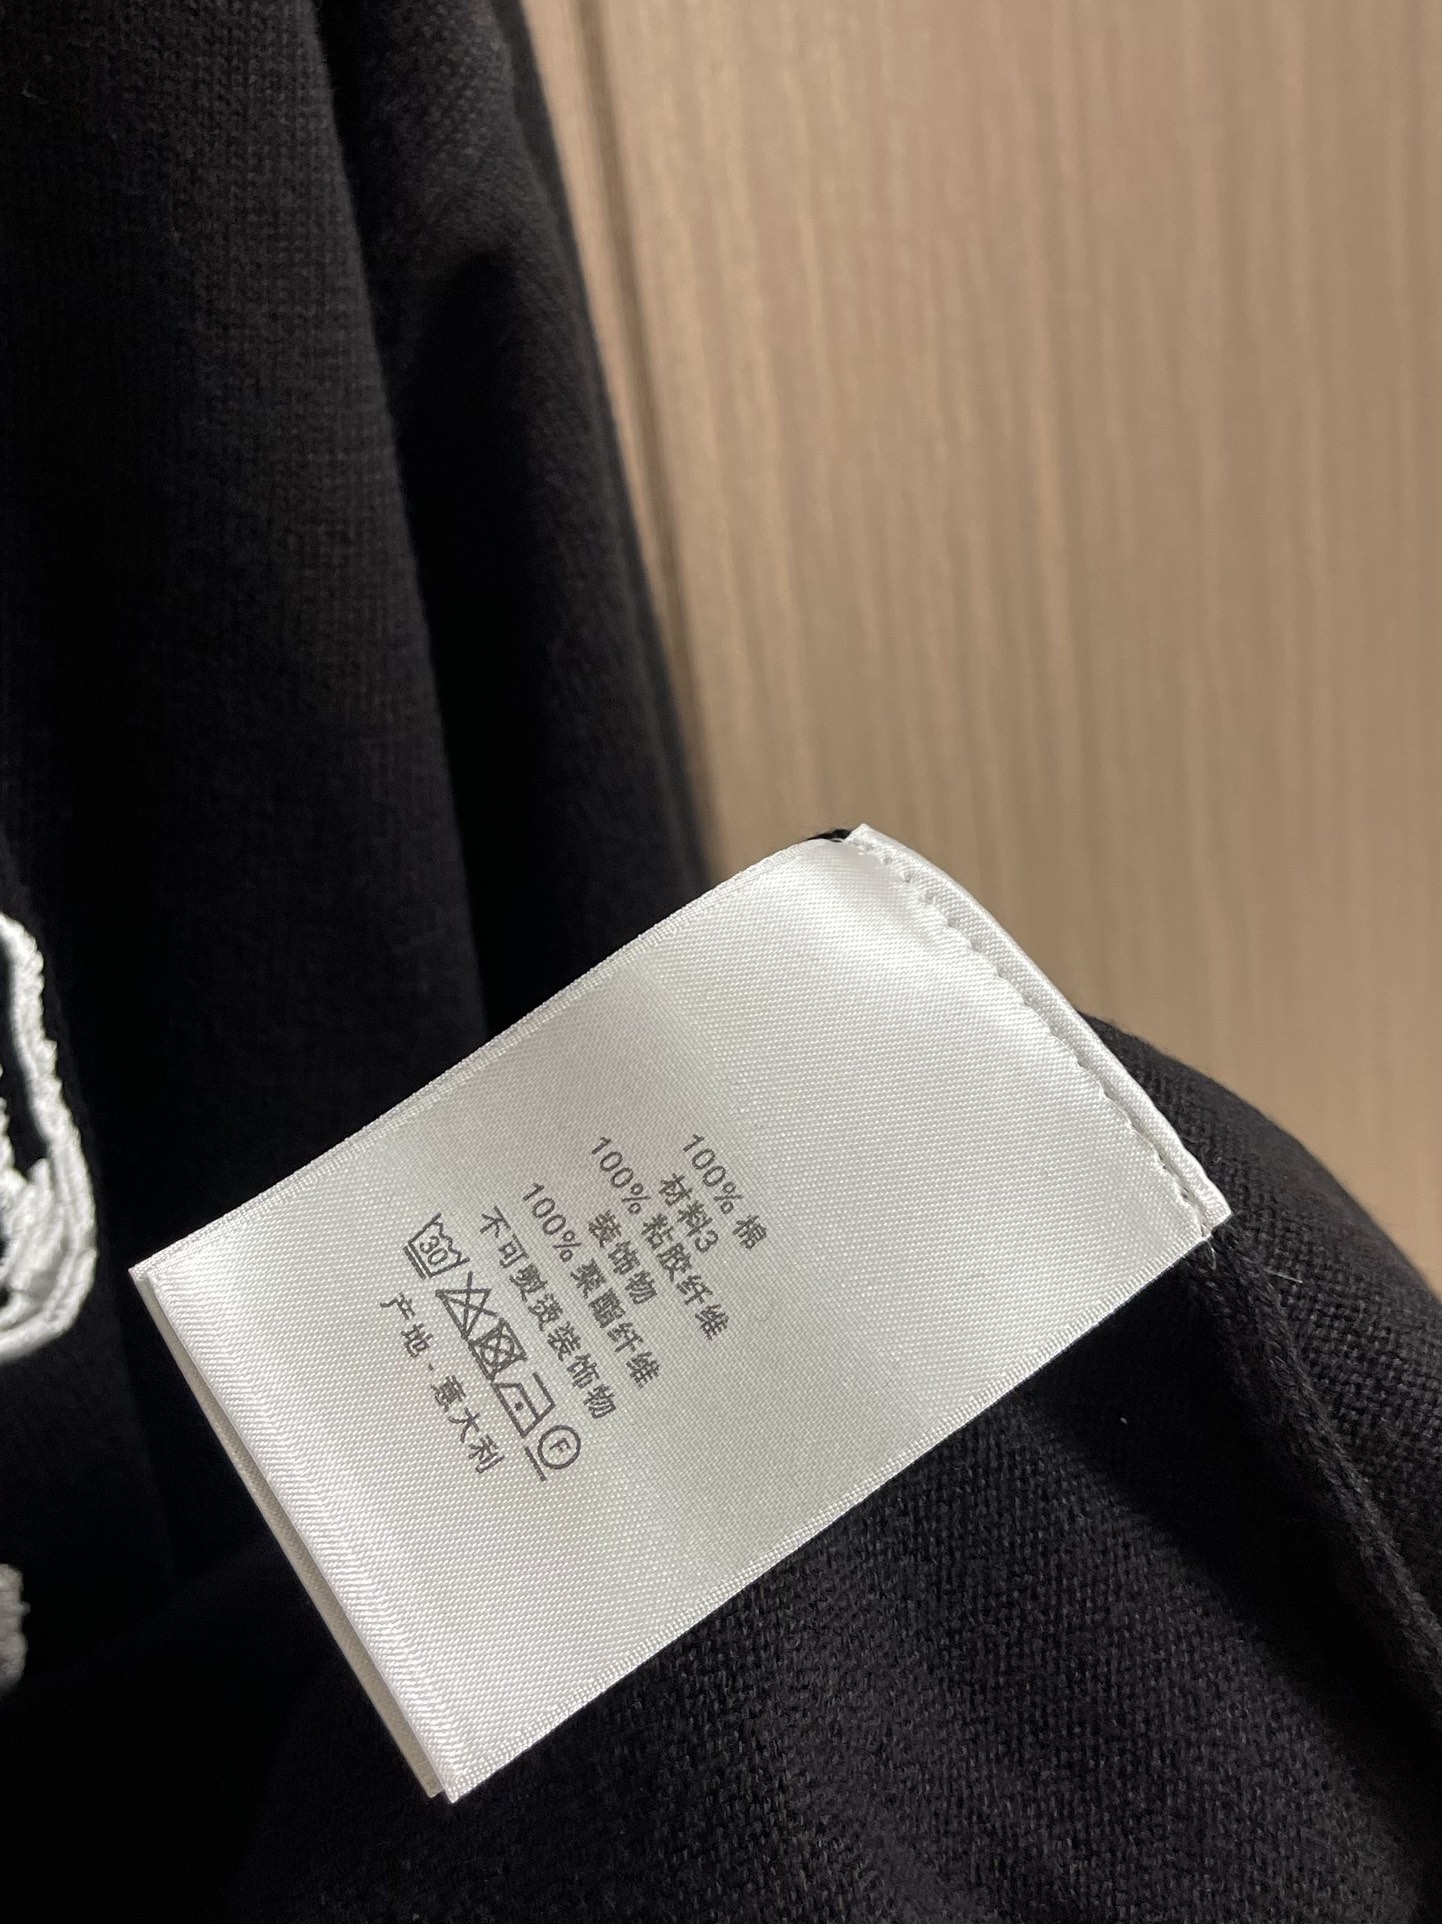 100% 棉
材料3
100% 粘胶纤维
装饰物
100% 聚酯纤维
不可熨烫装饰物
30 F
产地 - 意大利